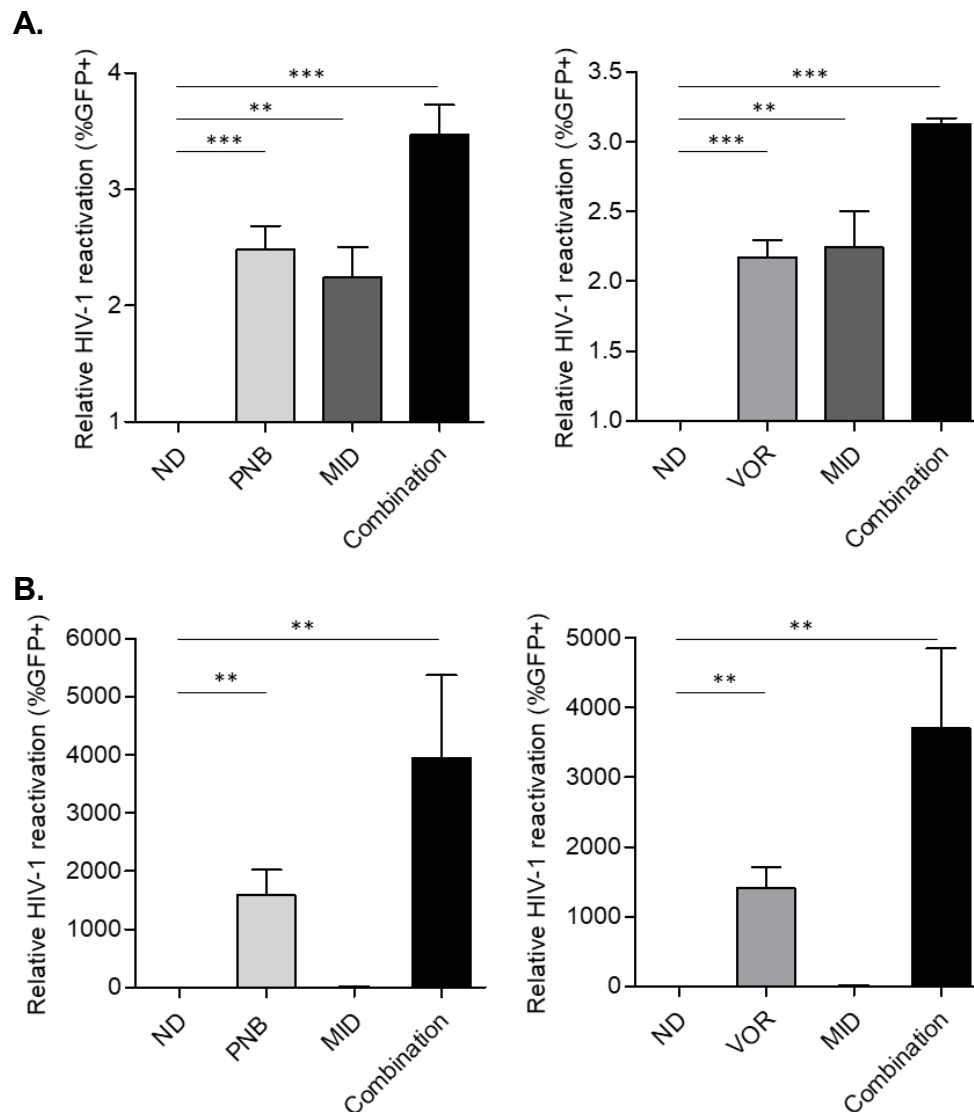 A.
Relative HIV-1 reactivation (%GFP+)
4
3
2
1
***
**
***
ND
PNB
MID
Combination
Relative HIV-1 reactivation (%GFP+)
3.5
3.0
2.5
2.0
1.5
1.0
***
**
***
ND
VOR
MID
Combination
B.
Relative HIV-1 reactivation (%GFP+)
6000
5000
4000
3000
2000
1000
0
**
**
ND
PNB
MID
Combination
Relative HIV-1 reactivation (%GFP+)
5000
4000
3000
2000
1000
0
**
**
ND
VOR
MID
Combination